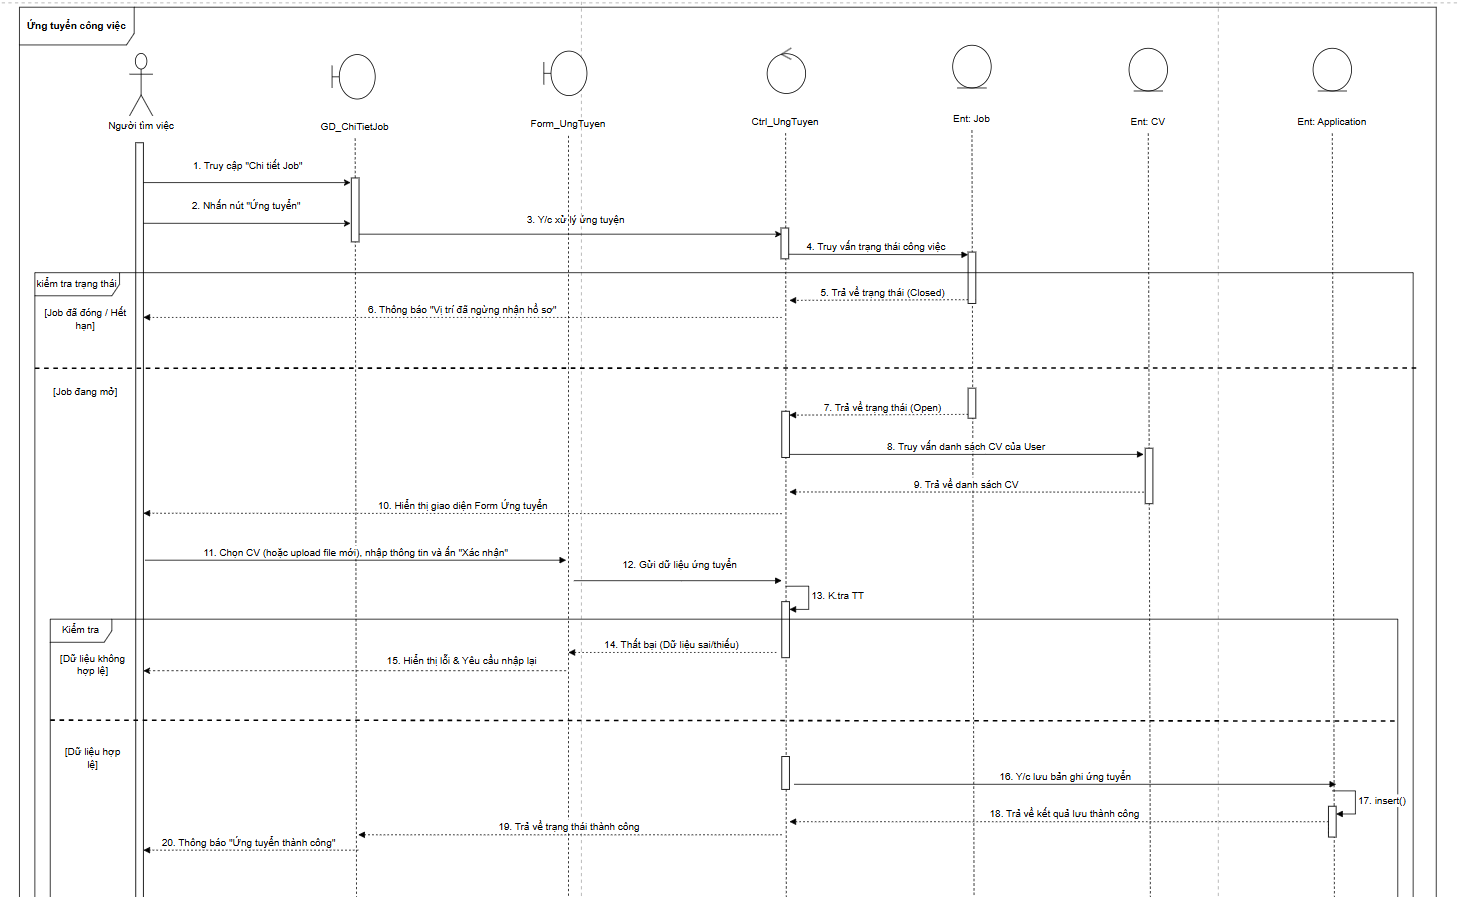 Ứng tuyển công việc
Người tìm việc
GD_ChiTietJob
Form_UngTuyen
Ctrl_UngTuyen
Ent: Job
Ent: CV
Ent: Application
1. Truy cập "Chi tiết Job"
2. Nhấn nút "Ứng tuyển"
3. Y/c xử lý ứng tuyện
4. Truy vấn trạng thái công việc
kiểm tra trạng thái
5. Trả về trạng thái (Closed)
[Job đã đóng / Hết
hạn]
6. Thông báo "Vị trí đã ngừng nhận hồ sơ"
[Job đang mở]
7. Trả về trạng thái (Open)
8. Truy vấn danh sách CV của User
9. Trả về danh sách CV
10. Hiển thị giao diện Form Ứng tuyển
11. Chọn CV (hoặc upload file mới), nhập thông tin và ấn "Xác nhận"
12. Gửi dữ liệu ứng tuyển
13. K.tra TT
Kiểm tra
14. Thất bại (Dữ liệu sai/thiếu)
[Dữ liệu không
hợp lệ]
15. Hiển thị lỗi & Yêu cầu nhập lại
[Dữ liệu hợp
lệ]
16. Y/c lưu bản ghi ứng tuyển
17. insert()
18. Trả về kết quả lưu thành công
19. Trả về trạng thái thành công
20. Thông báo "Ứng tuyển thành công"